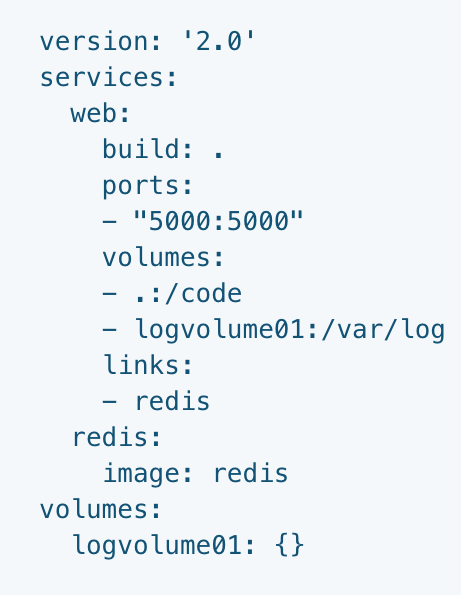 version: '2.0'
services:
  web:
    build: .
    ports:
    - "5000:5000"
    volumes:
    - .:/code
    - logvolume01:/var/log
    links:
    - redis
  redis:
    image: redis
volumes:
  logvolume01: {}